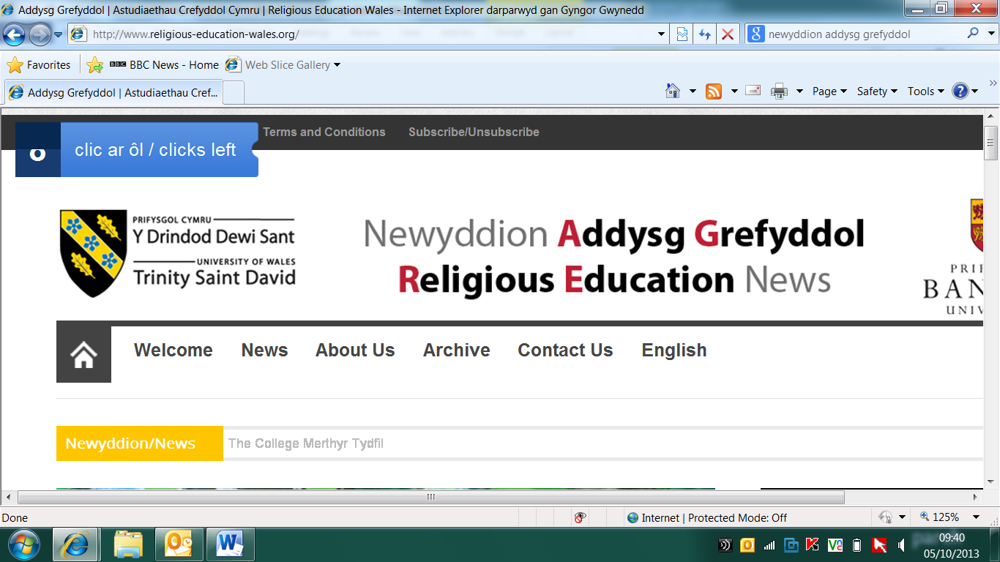 Addysg Grefyddol | Astudiaethau Crefyddol Cymru | Religious Education Wales - Internet Explorer darparwyd gan Gyngor Gwynedd
http://www.religious-education-wales.org/
newyddion addysg grefyddol
Favorites
BBC News - Home
Web Slice Gallery
Addysg Grefyddol | Astudiaethau Cref...
Page
Safety
Tools
clic ar ôl / clicks left
Terms and Conditions
Subscribe/Unsubscribe
PRIFYSGOL CYMRU
Y Drindod Dewi Sant
UNIVERSITY OF WALES
Trinity Saint David
Newyddion Addysg Grefyddol
Religious Education News
PRIF
BAN
UNIV
Welcome
News
About Us
Archive
Contact Us
English
Newyddion/News
The College Merthyr Tydfil
Done
Internet | Protected Mode: Off
125%
09:40
05/10/2013